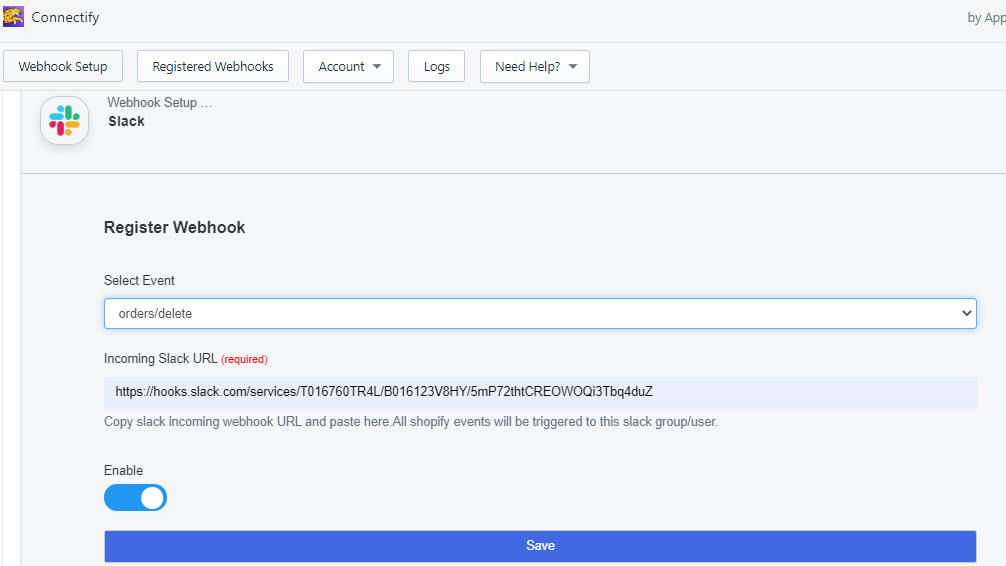 Connectify
by App
Webhook Setup
Registered Webhooks
Account
Logs
Need Help?
Webhook Setup ...
Slack
Register Webhook
Select Event
orders/delete
Incoming Slack URL (required)
https://hooks.slack.com/services/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
Copy slack incoming webhook URL and paste here.All shopify events will be triggered to this slack group/user.
Enable
Save